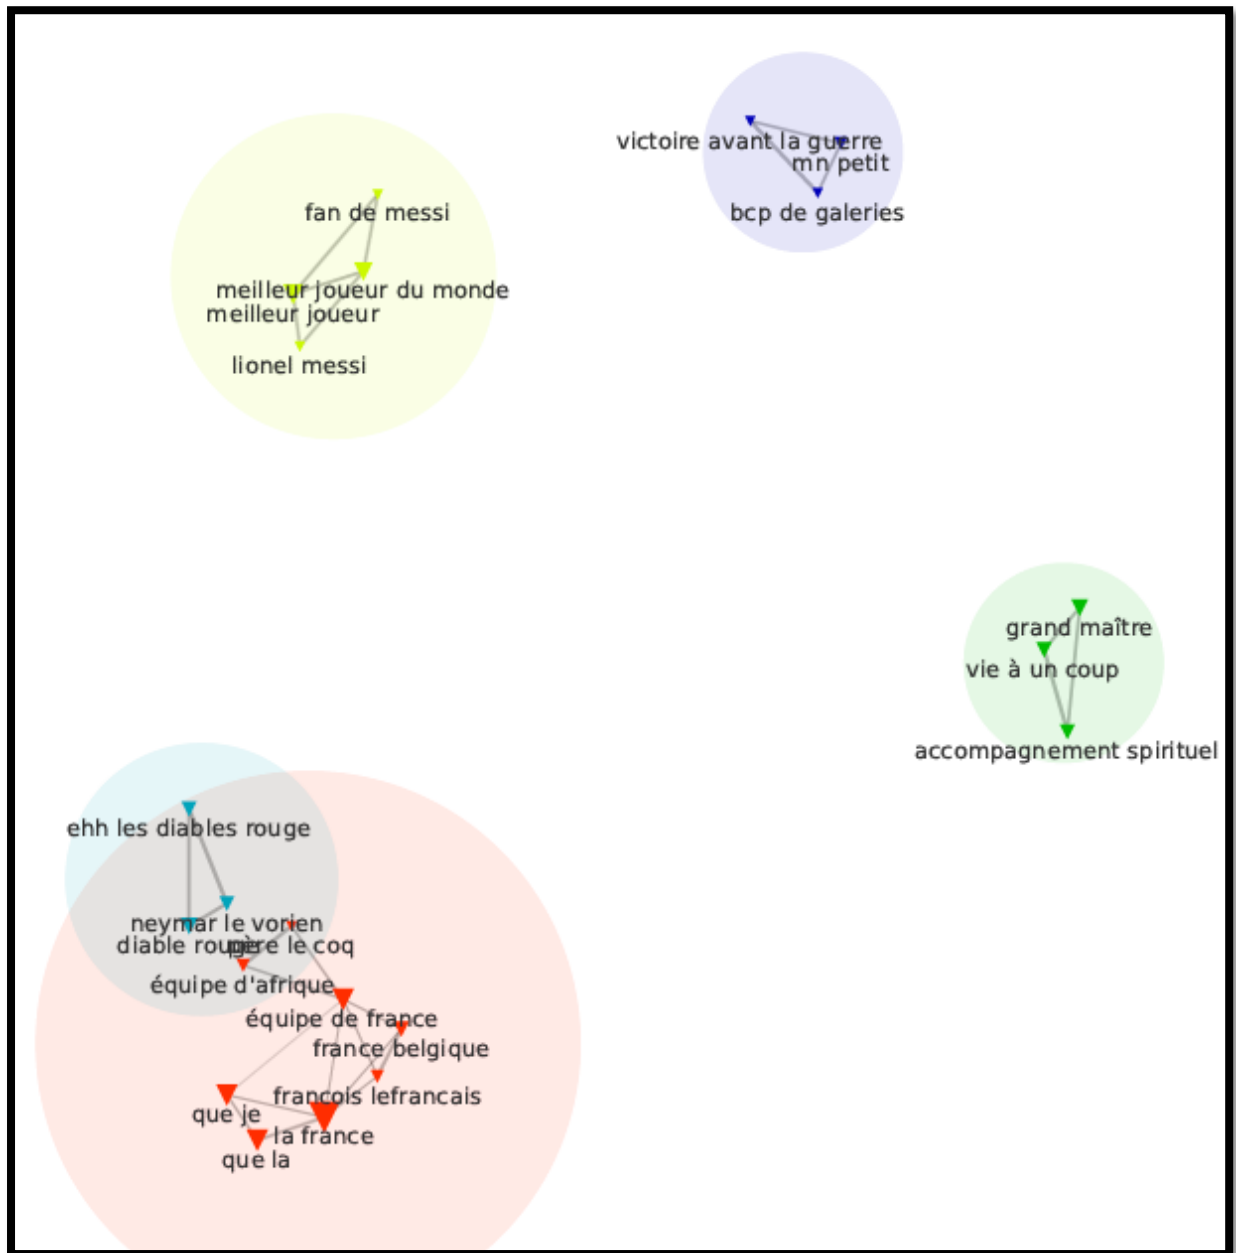 victoire avant la guerre
mn petit
bcp de galeries
fan de messi
meilleur joueur du monde
meilleur joueur
lionel messi
grand maître
vie à un coup
accompagnement spirituel
ehh les diables rouge
neymar le vorien
diable rouge
père le coq
équipe d'afrique
équipe de france
france belgique
francois lefrancais
que je
la france
que la